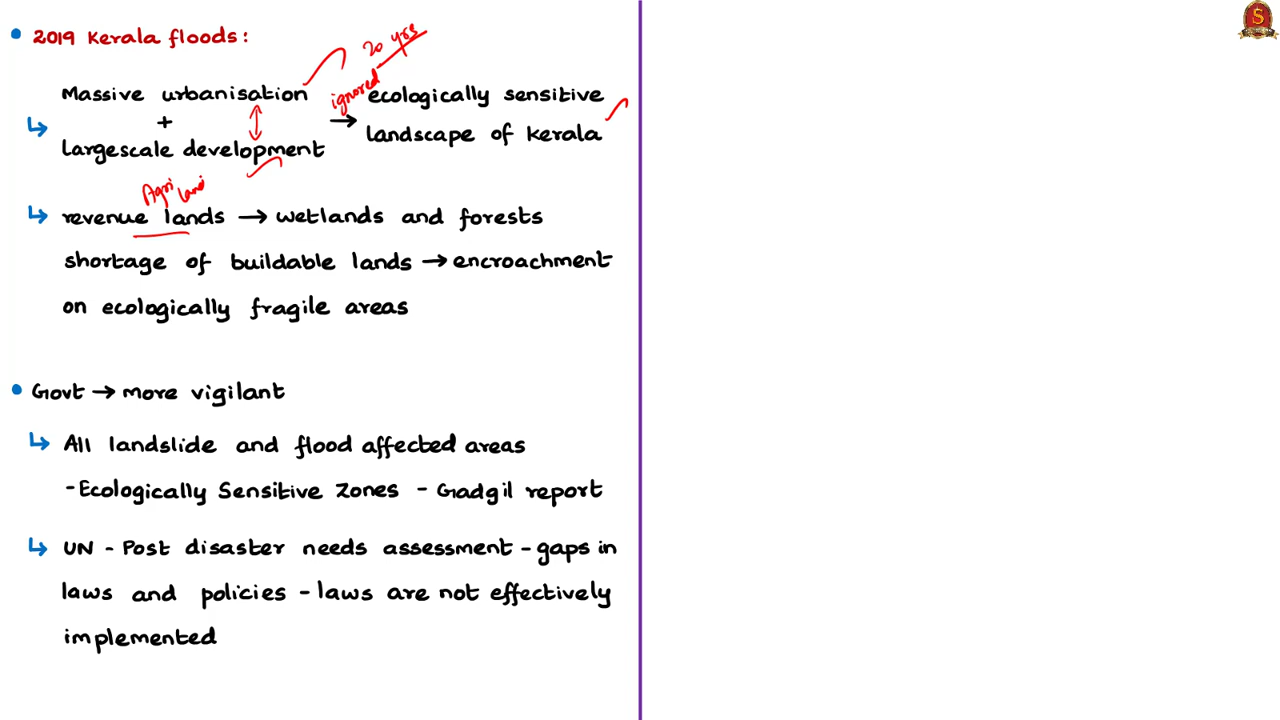 2019 Kerala floods:
20 yrs
Massive urbanisation
ignored
ecologically sensitive
+
→
landscape of Kerala
↳
largescale development
Agri land
↳ revenue lands → wetlands and forests
shortage of buildable lands → encroachment
on ecologically fragile areas
Govt → more vigilant
↳ All landslide and flood affected areas
- Ecologically Sensitive Zones - Gadgil report
↳ UN - Post disaster needs assessment - gaps in
laws and policies - laws are not effectively
implemented
S